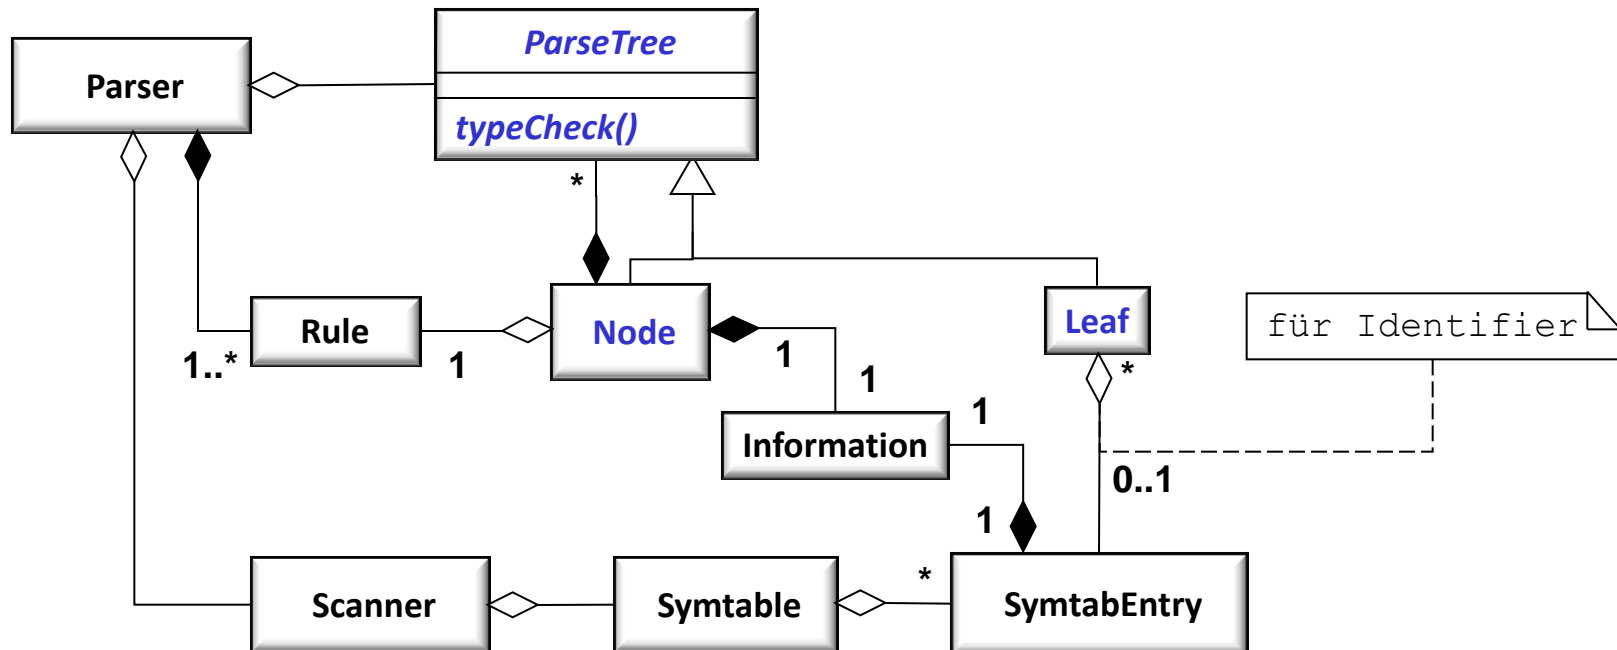 ParseTree
Parser
typeCheck()
*
Rule
Node
Leaf
für Identifier
1..*
1
1
1
*
Information
1
0..1
1
*
Scanner
Symtable
SymtabEntry